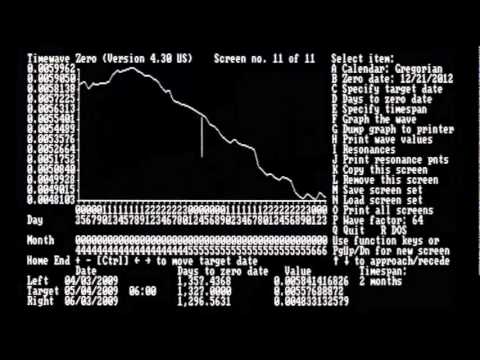 Timewave Zero (Version 4.30 US) Screen no. 11 of 11
0.0059962
0.0059050
0.0058138
0.0057225
0.0056313
0.0055401
0.0054489
0.0053576
0.0052664
0.0051752
0.0050840
0.0049928
0.0049015
0.0048103
Day
Month
Home End + - [Ctrl] ← → to move target date
Date Days to zero date Value
Left 04/03/2009 1,357.4368 0.005841416826
Target 05/04/2009 06:00 1,327.0000 0.00557688872
Right 06/03/2009 1,296.5631 0.004833132579
Select item:
A Calendar: Gregorian
B Zero date: 12/21/2012
C Specify target date
D Days to zero date
E Specify timespan
F Graph the wave
G Dump graph to printer
H Print wave values
I Resonances
J Print resonance pnts
K Copy this screen
L Remove this screen
M Save screen set
N Load screen set
O Print all screens
P Wave factor: 64
Q Quit R DOS
Use function keys or
PgUp/Dn for new screen
↑ ↓ to approach/recede
Timespan:
2 months